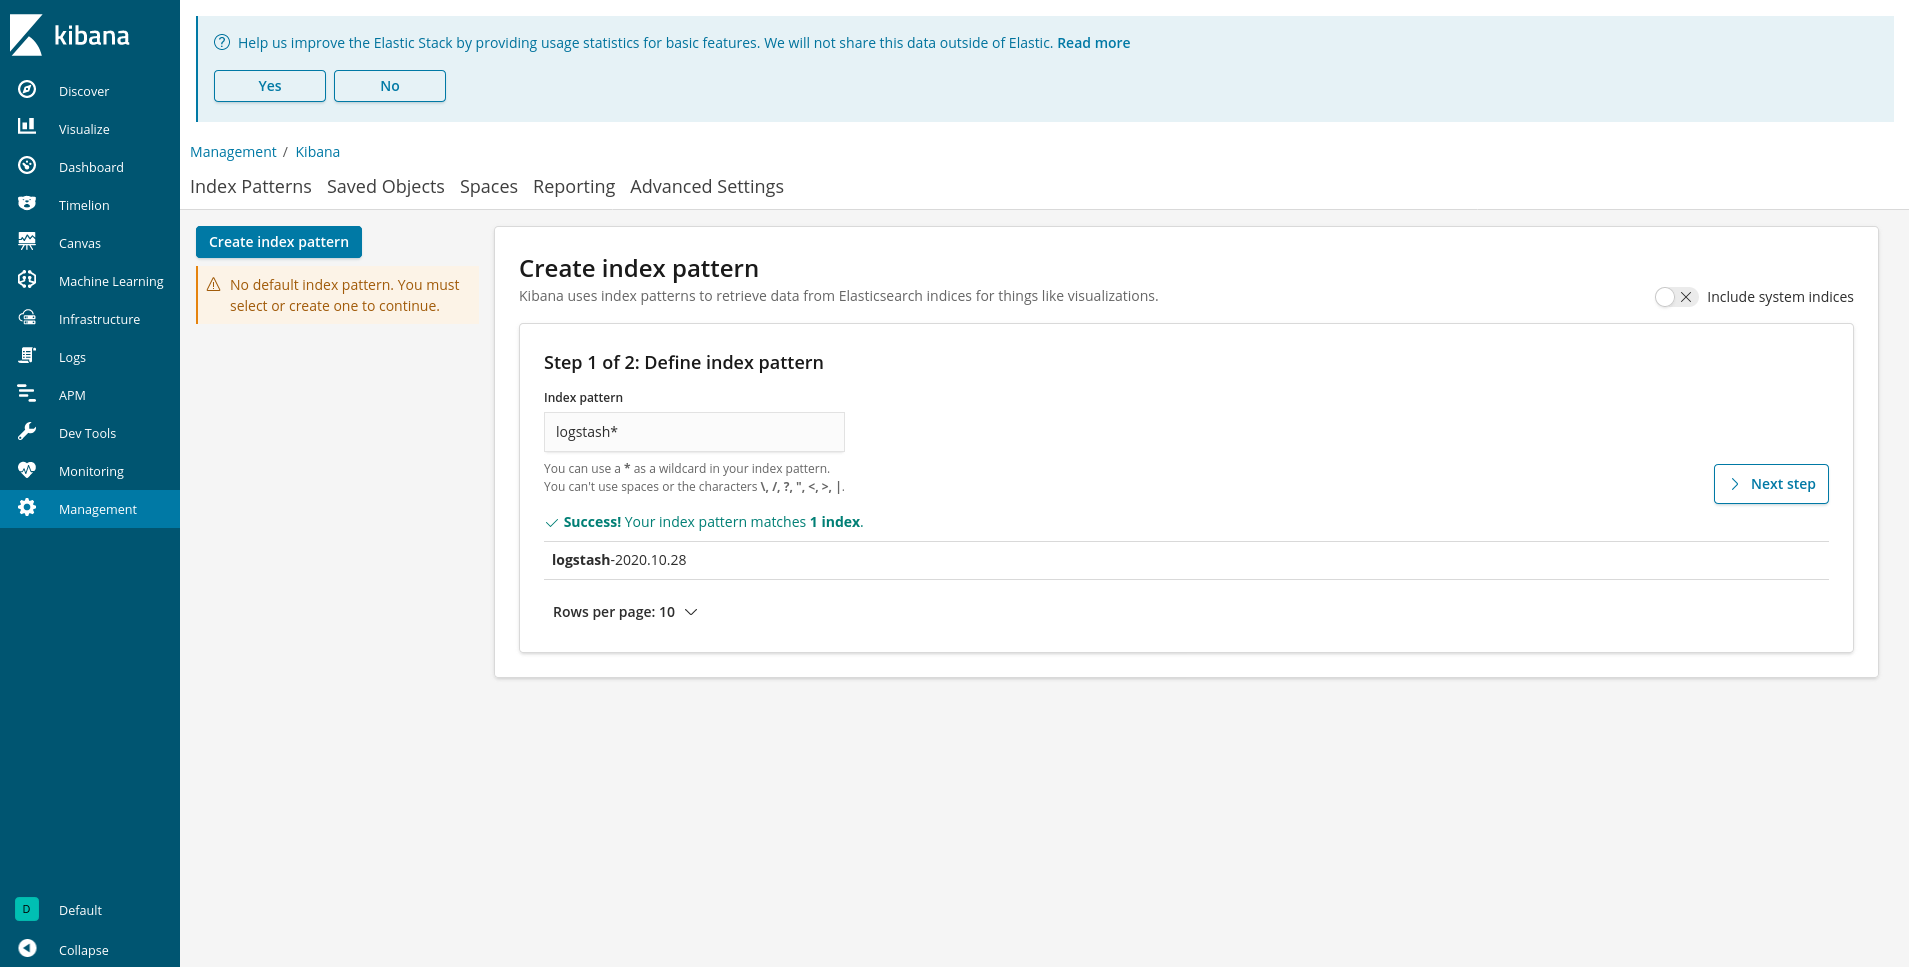 kibana
Discover
Visualize
Dashboard
Timelion
Canvas
Machine Learning
Infrastructure
Logs
APM
Dev Tools
Monitoring
Management
D Default
Collapse
Help us improve the Elastic Stack by providing usage statistics for basic features. We will not share this data outside of Elastic. Read more
Yes No
Management / Kibana
Index Patterns Saved Objects Spaces Reporting Advanced Settings
Create index pattern
No default index pattern. You must
select or create one to continue.
Create index pattern
Kibana uses index patterns to retrieve data from Elasticsearch indices for things like visualizations.
Include system indices
Step 1 of 2: Define index pattern
Index pattern
logstash*
You can use a * as a wildcard in your index pattern.
You can't use spaces or the characters \, /, ?, ", <, >, |.
Next step
Success! Your index pattern matches 1 index.
logstash-2020.10.28
Rows per page: 10